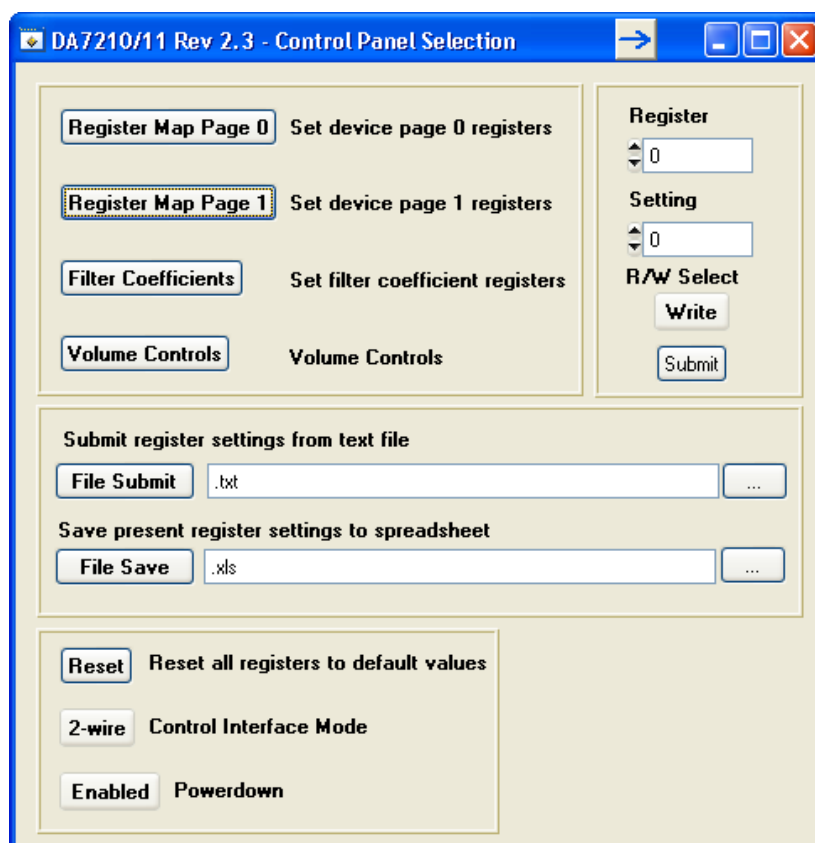 DA7210/11 Rev 2.3 - Control Panel Selection
Register Map Page 0 Set device page 0 registers
Register Map Page 1 Set device page 1 registers
Filter Coefficients Set filter coefficient registers
Volume Controls Volume Controls
Register
0
Setting
0
R/W Select
Write
Submit
Submit register settings from text file
File Submit .txt ...
Save present register settings to spreadsheet
File Save .xls ...
Reset Reset all registers to default values
2-wire Control Interface Mode
Enabled Powerdown